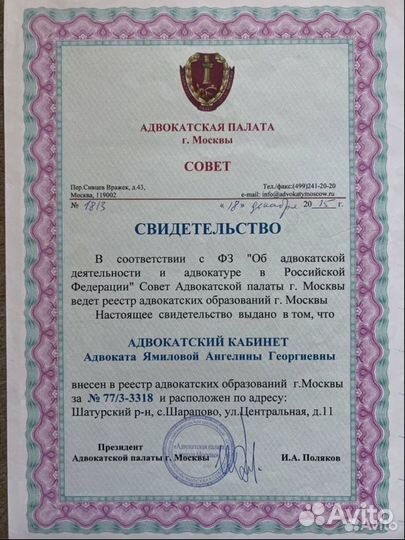 АДВОКАТСКАЯ ПАЛАТА
г. Москвы
СОВЕТ
Пер.Сивцев Вражек, д.43,
Москва, 119002
Тел./факс:(499)241-20-20
e-mail: info@advokatymoscow.ru
№ 1813
«18» декабря 2015 г.
СВИДЕТЕЛЬСТВО
В соответствии с ФЗ "Об адвокатской
деятельности и адвокатуре в Российской
Федерации" Совет Адвокатской палаты г. Москвы
ведет реестр адвокатских образований г. Москвы
Настоящее свидетельство выдано в том, что
АДВОКАТСКИЙ КАБИНЕТ
Адвоката Ямиловой Ангелины Георгиевны
внесен в реестр адвокатских образований г.Москвы
за № 77/3-3318 и расположен по адресу:
Шатурский р-н, с.Шарапово, ул.Центральная, д.11
Президент
Адвокатской палаты г. Москвы
И.А. Поляков
«Адвокатская палата
Avito
Avito